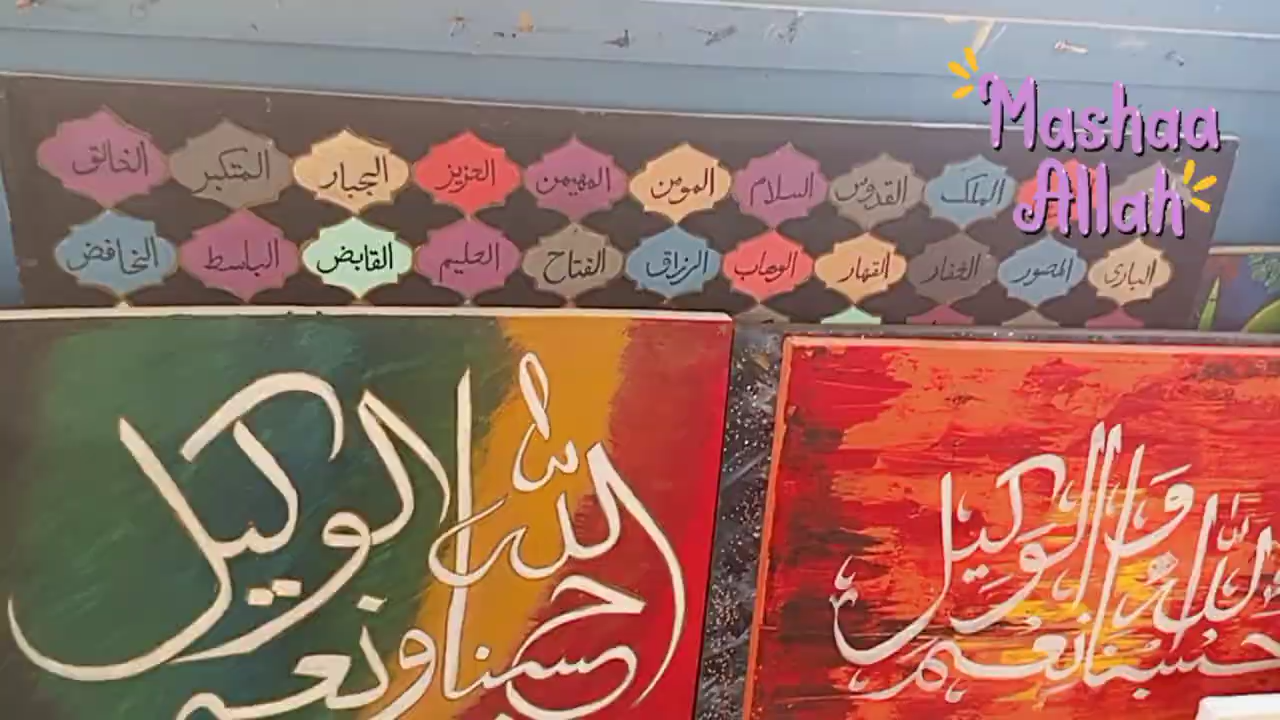 Mashaa
Allah
الملك القدوس السلام المومن المهيمن العزيز الجبار المتكبر الخالق
البارئ المصور الغفار القهار الوهاب الرزاق الفتاح العليم القابض الباسط الخافض
حسبنا الله ونعم الوكيل
حسبنا الله ونعم الوكيل